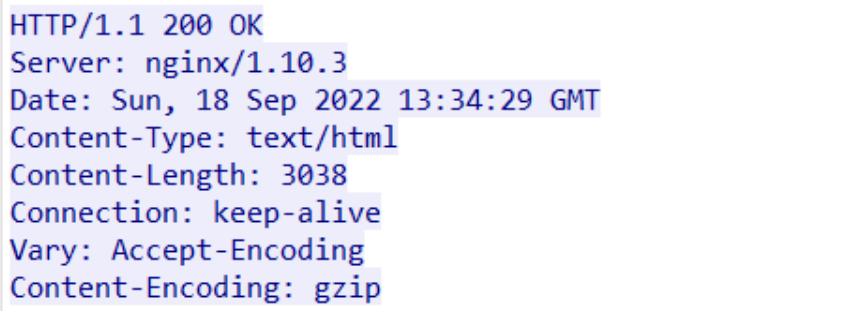 HTTP/1.1 200 OK
Server: nginx/1.10.3
Date: Sun, 18 Sep 2022 13:34:29 GMT
Content-Type: text/html
Content-Length: 3038
Connection: keep-alive
Vary: Accept-Encoding
Content-Encoding: gzip